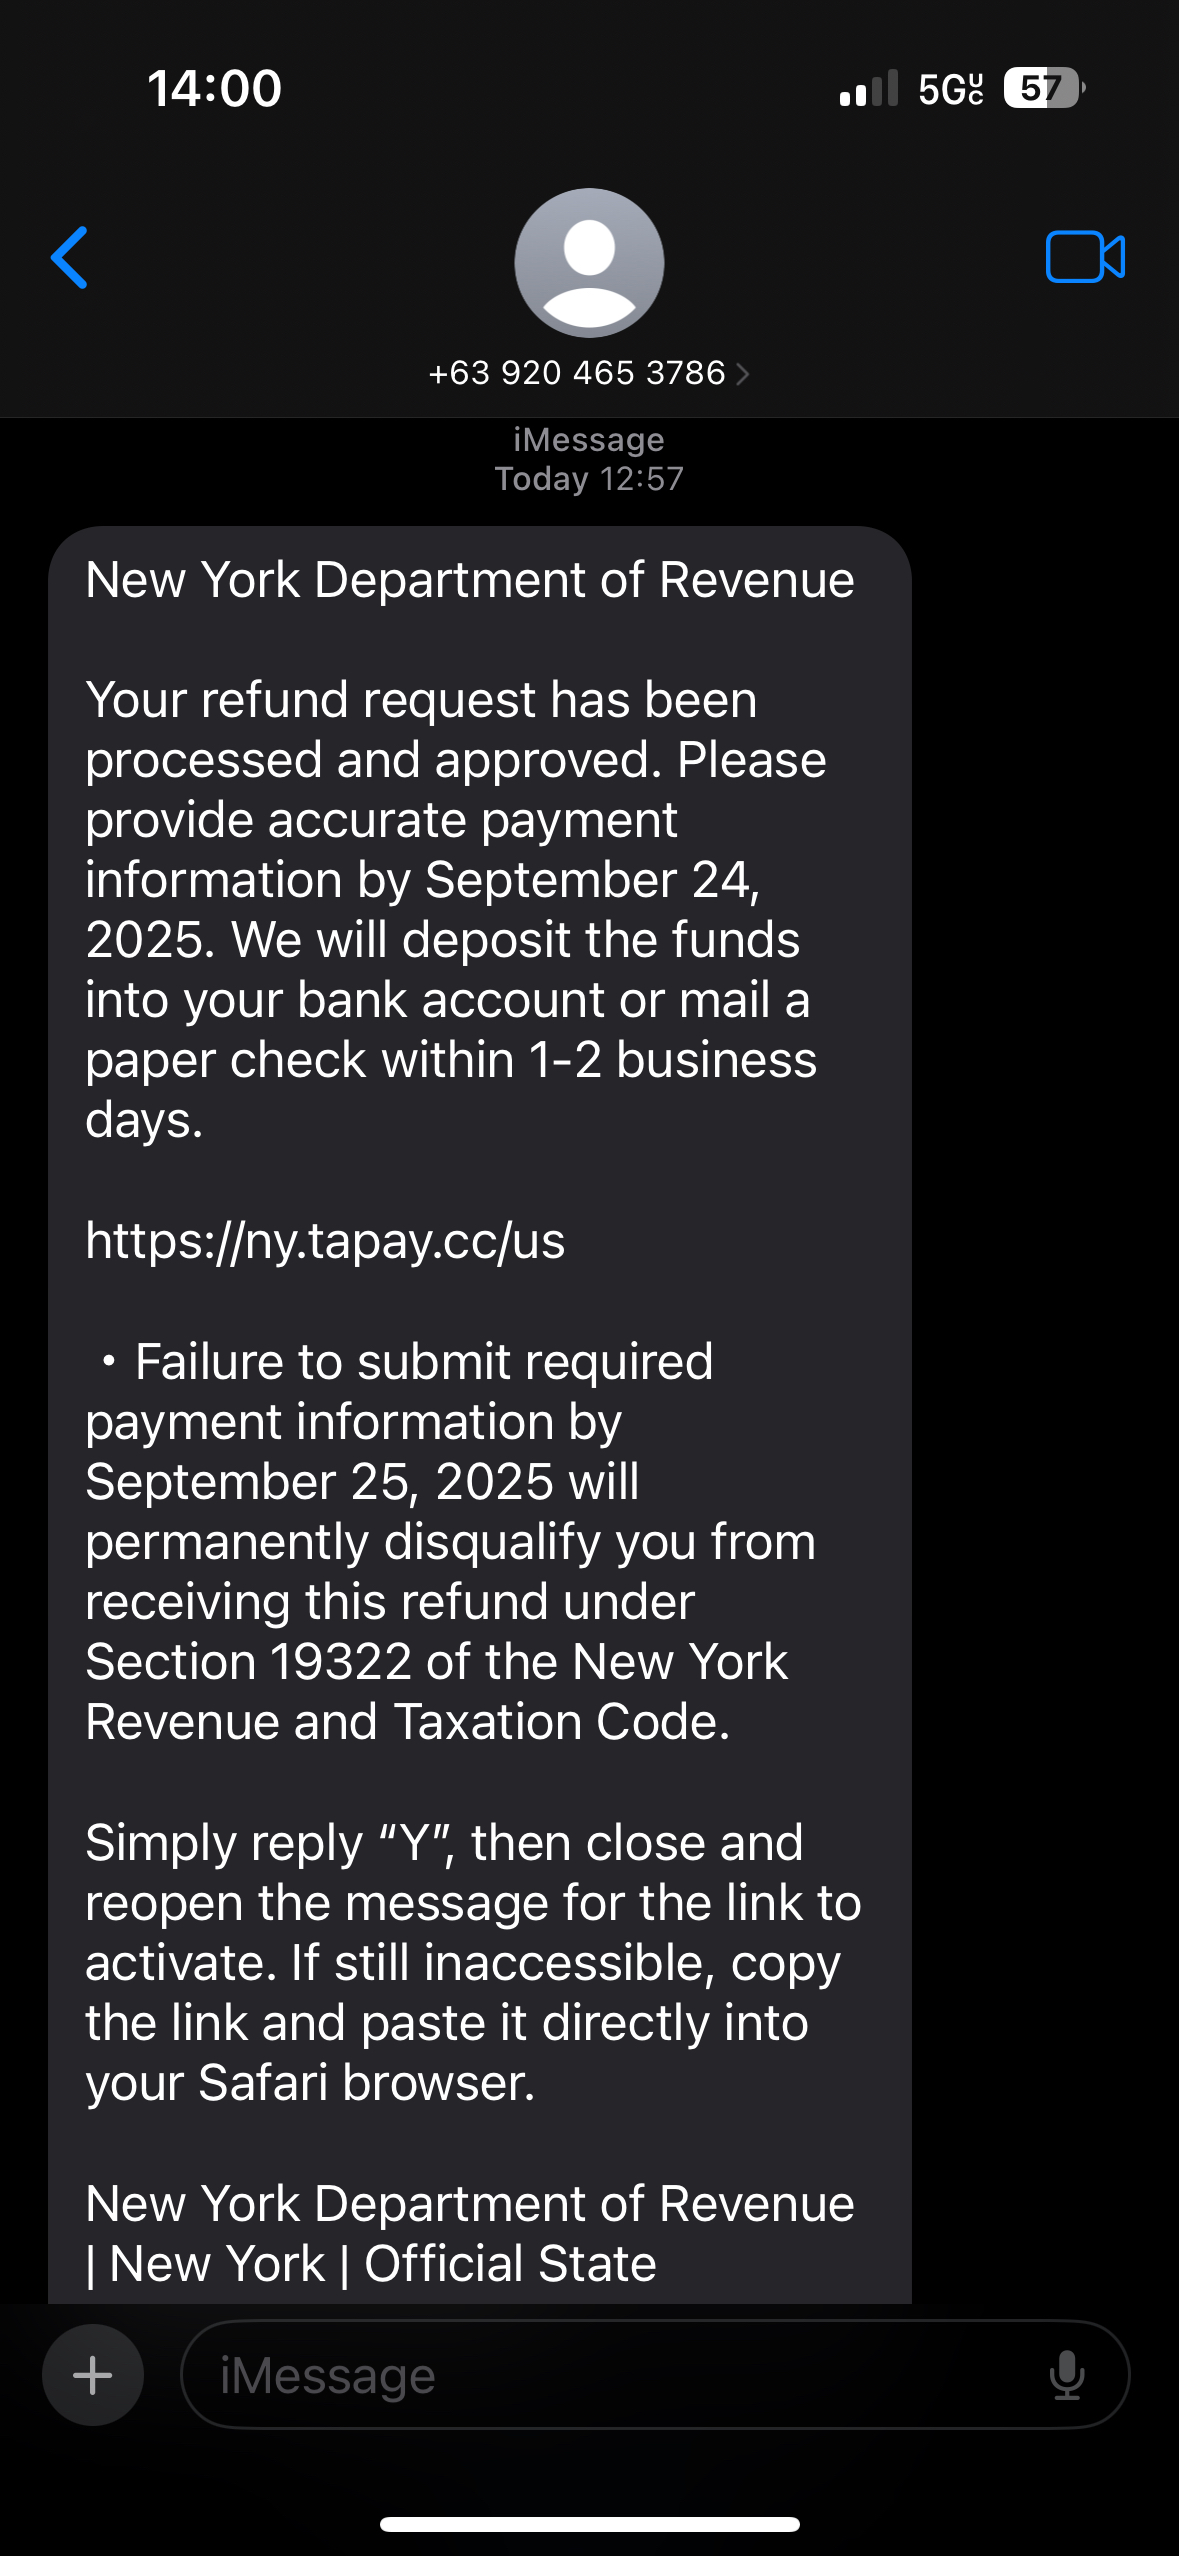 14:00
5GUC 57
+63 920 465 3786
iMessage
Today 12:57
New York Department of Revenue
Your refund request has been
processed and approved. Please
provide accurate payment
information by September 24,
2025. We will deposit the funds
into your bank account or mail a
paper check within 1-2 business
days.
https://ny.tapay.cc/us
• Failure to submit required
payment information by
September 25, 2025 will
permanently disqualify you from
receiving this refund under
Section 19322 of the New York
Revenue and Taxation Code.
Simply reply “Y”, then close and
reopen the message for the link to
activate. If still inaccessible, copy
the link and paste it directly into
your Safari browser.
New York Department of Revenue
| New York | Official State
iMessage